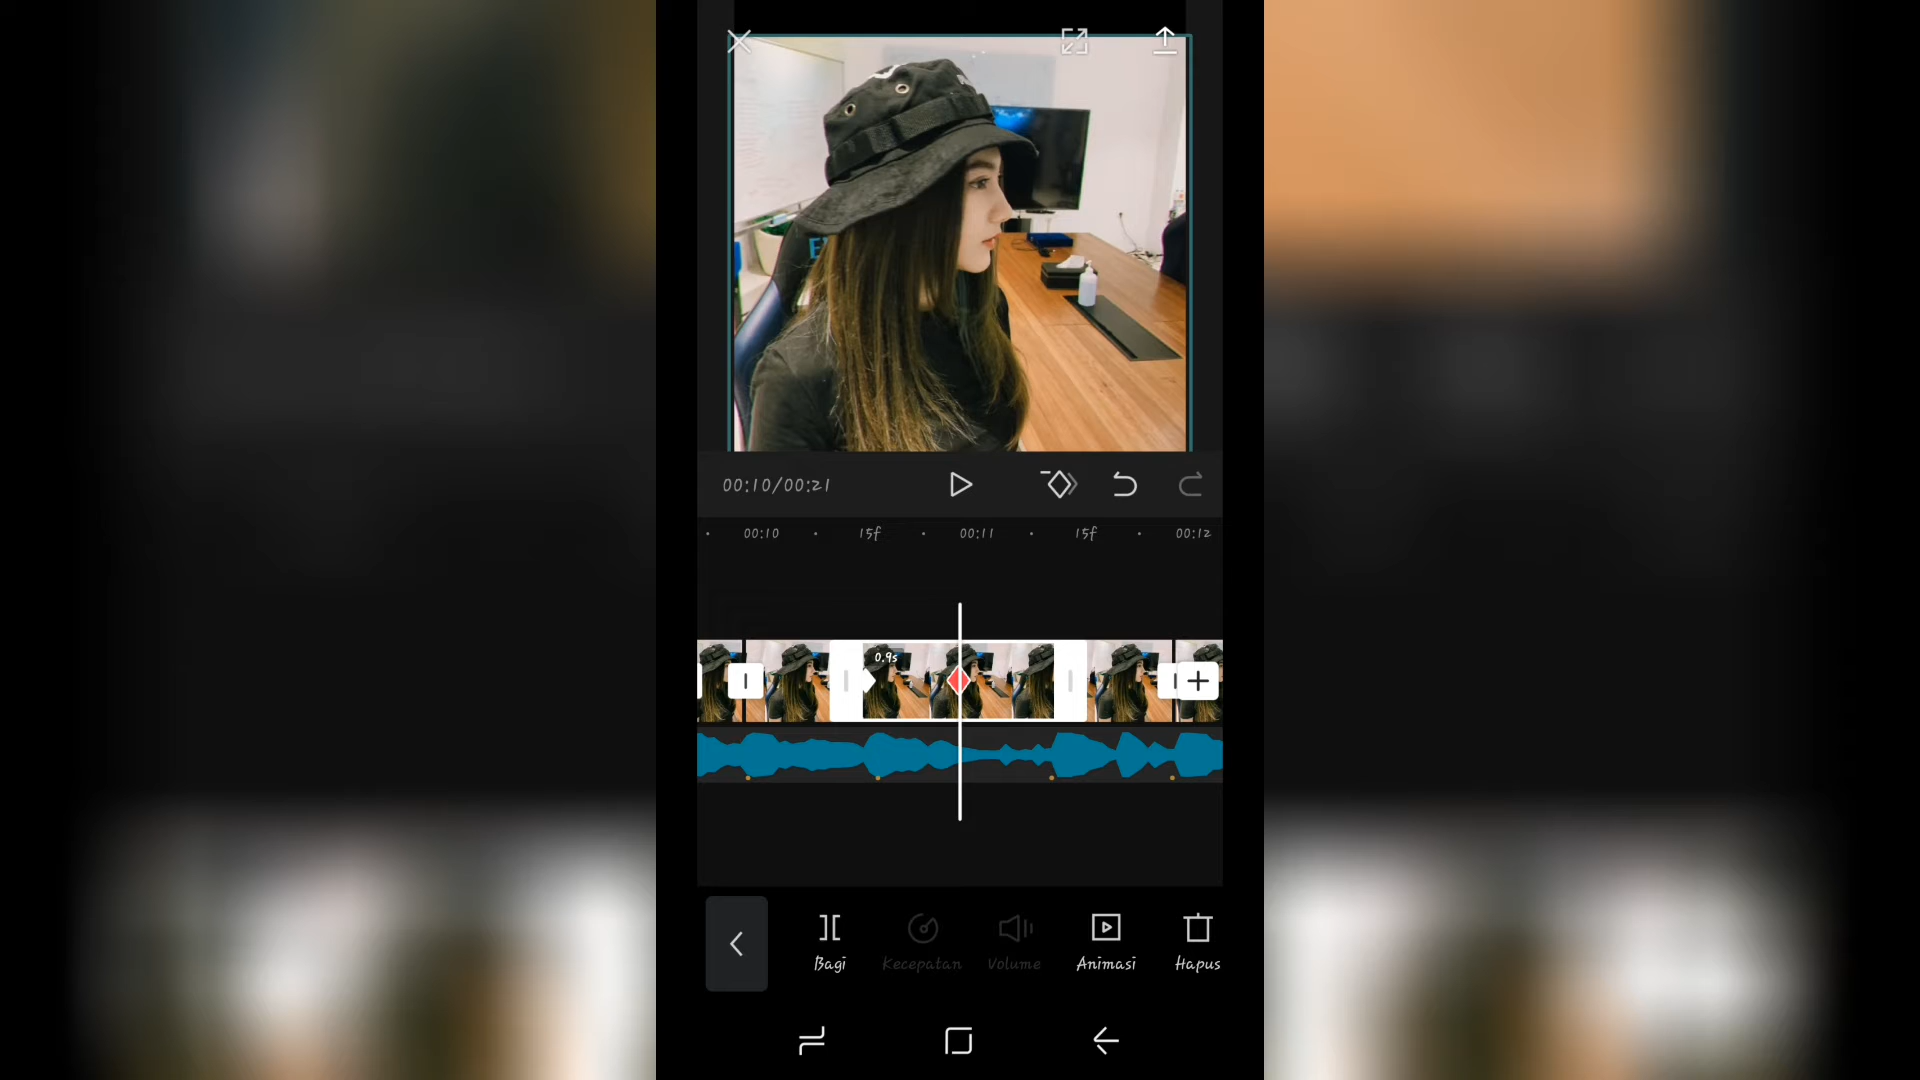 00:10/00:21
00:10 15f 00:11 15f 00:12
0.9s
Bagi Kecepatan Volume Animasi Hapus